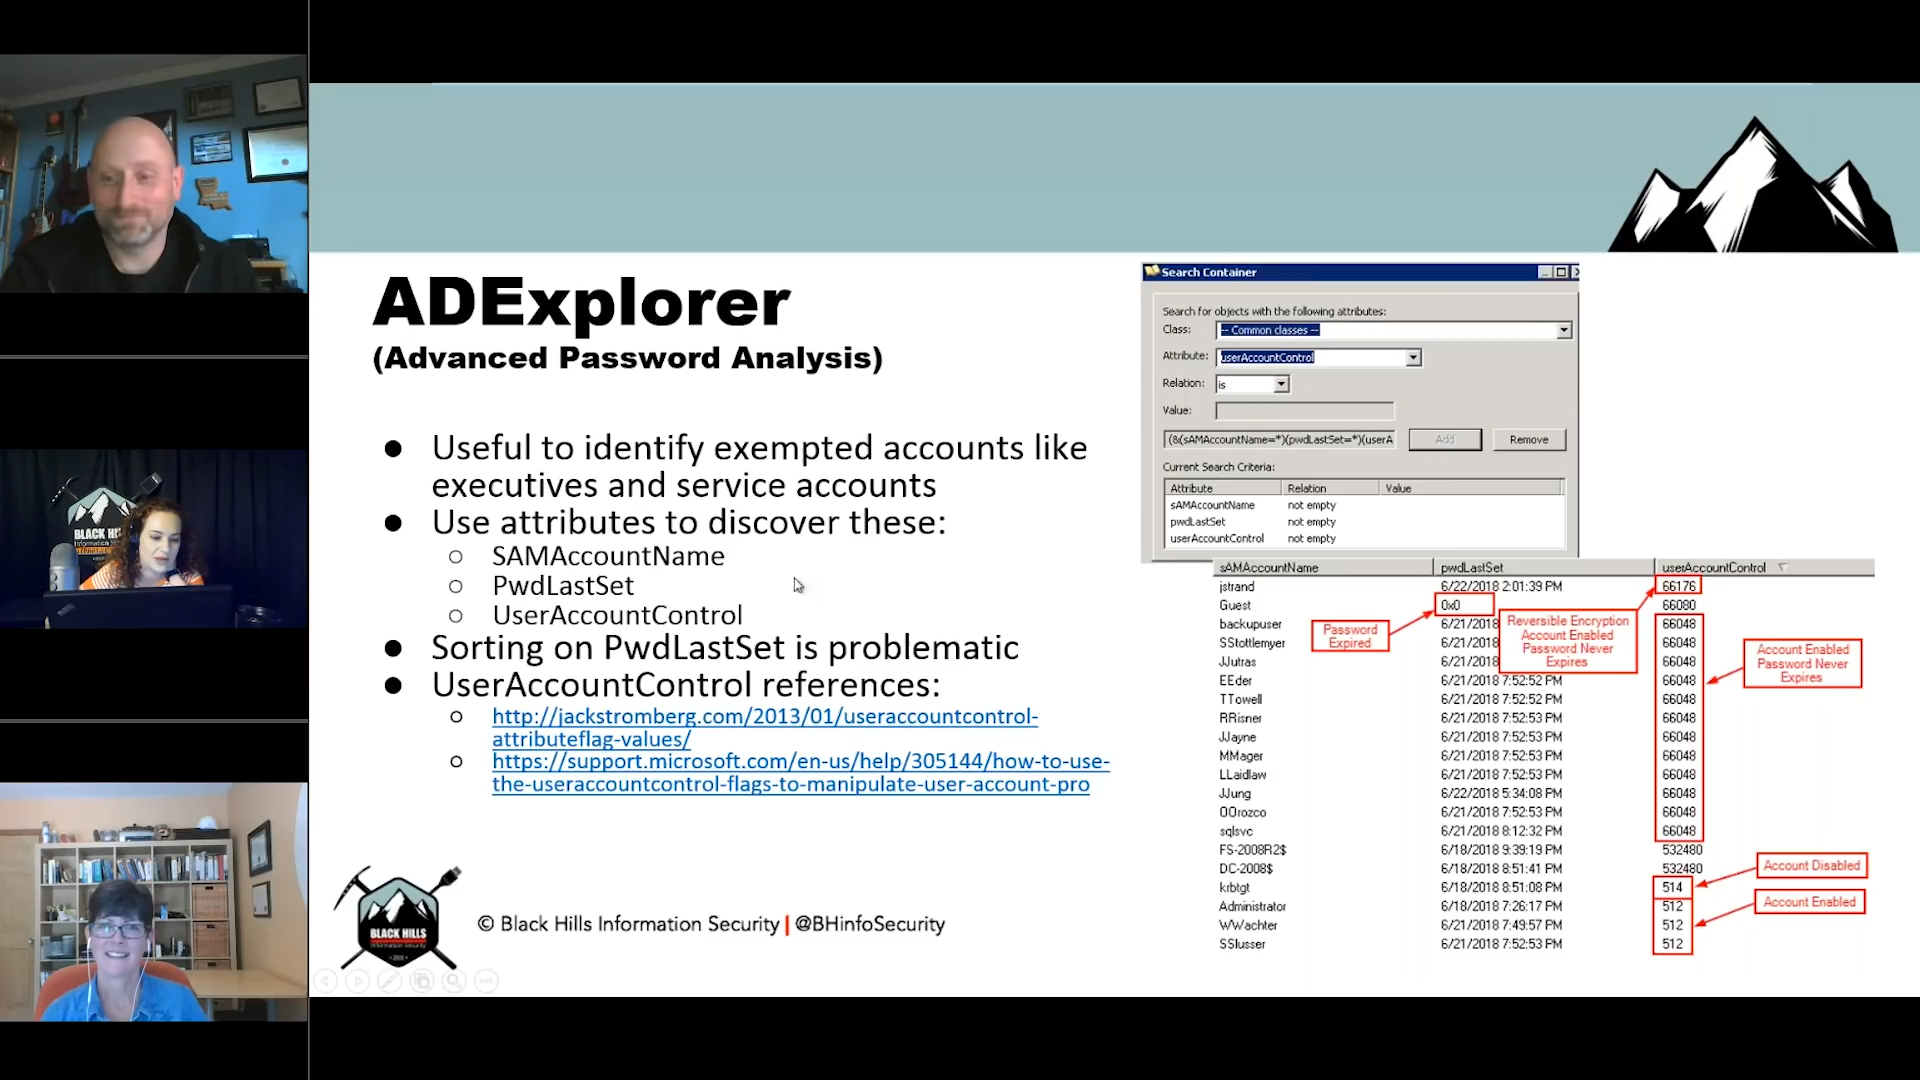 BLACK HILLS
Information Security
ADExplorer
(Advanced Password Analysis)
● Useful to identify exempted accounts like
executives and service accounts
● Use attributes to discover these:
○ SAMAccountName
○ PwdLastSet
○ UserAccountControl
● Sorting on PwdLastSet is problematic
● UserAccountControl references:
○ http://jackstromberg.com/2013/01/useraccountcontrol-
attributeflag-values/
○ https://support.microsoft.com/en-us/help/305144/how-to-use-
the-useraccountcontrol-flags-to-manipulate-user-account-pro
© Black Hills Information Security | @BHinfoSecurity
Search Container
Search for objects with the following attributes:
Class: -- Common classes --
Attribute: userAccountControl
Relation: is
Value:
(&(sAMAccountName=*)(pwdLastSet=*)(userA Add Remove
Current Search Criteria:
Attribute Relation Value
sAMAccountName not empty
pwdLastSet not empty
userAccountControl not empty
sAMAccountName pwdLastSet userAccountControl
jstrand 6/22/2018 2:01:39 PM 66176
Guest 0x0 66080
backupuser 6/21/2018 66048
SStottlemyer 6/21/2018 66048
JJutras 6/21/2018 66048
EEder 6/21/2018 7:52:52 PM 66048
TTowell 6/21/2018 7:52:52 PM 66048
RRisner 6/21/2018 7:52:53 PM 66048
JJayne 6/21/2018 7:52:53 PM 66048
MMager 6/21/2018 7:52:53 PM 66048
LLaidlaw 6/21/2018 7:52:53 PM 66048
JJung 6/22/2018 5:34:08 PM 66048
OOrozco 6/21/2018 7:52:53 PM 66048
sqlsvc 6/21/2018 8:12:32 PM 66048
FS-2008R2$ 6/18/2018 9:39:19 PM 532480
DC-2008$ 6/18/2018 8:51:41 PM 532480
krbtgt 6/18/2018 8:51:08 PM 514
Administrator 6/18/2018 7:26:17 PM 512
WWachter 6/21/2018 7:49:57 PM 512
SSlusser 6/21/2018 7:52:53 PM 512
Password
Expired
Reversible Encryption
Account Enabled
Password Never
Expires
Account Enabled
Password Never
Expires
Account Disabled
Account Enabled